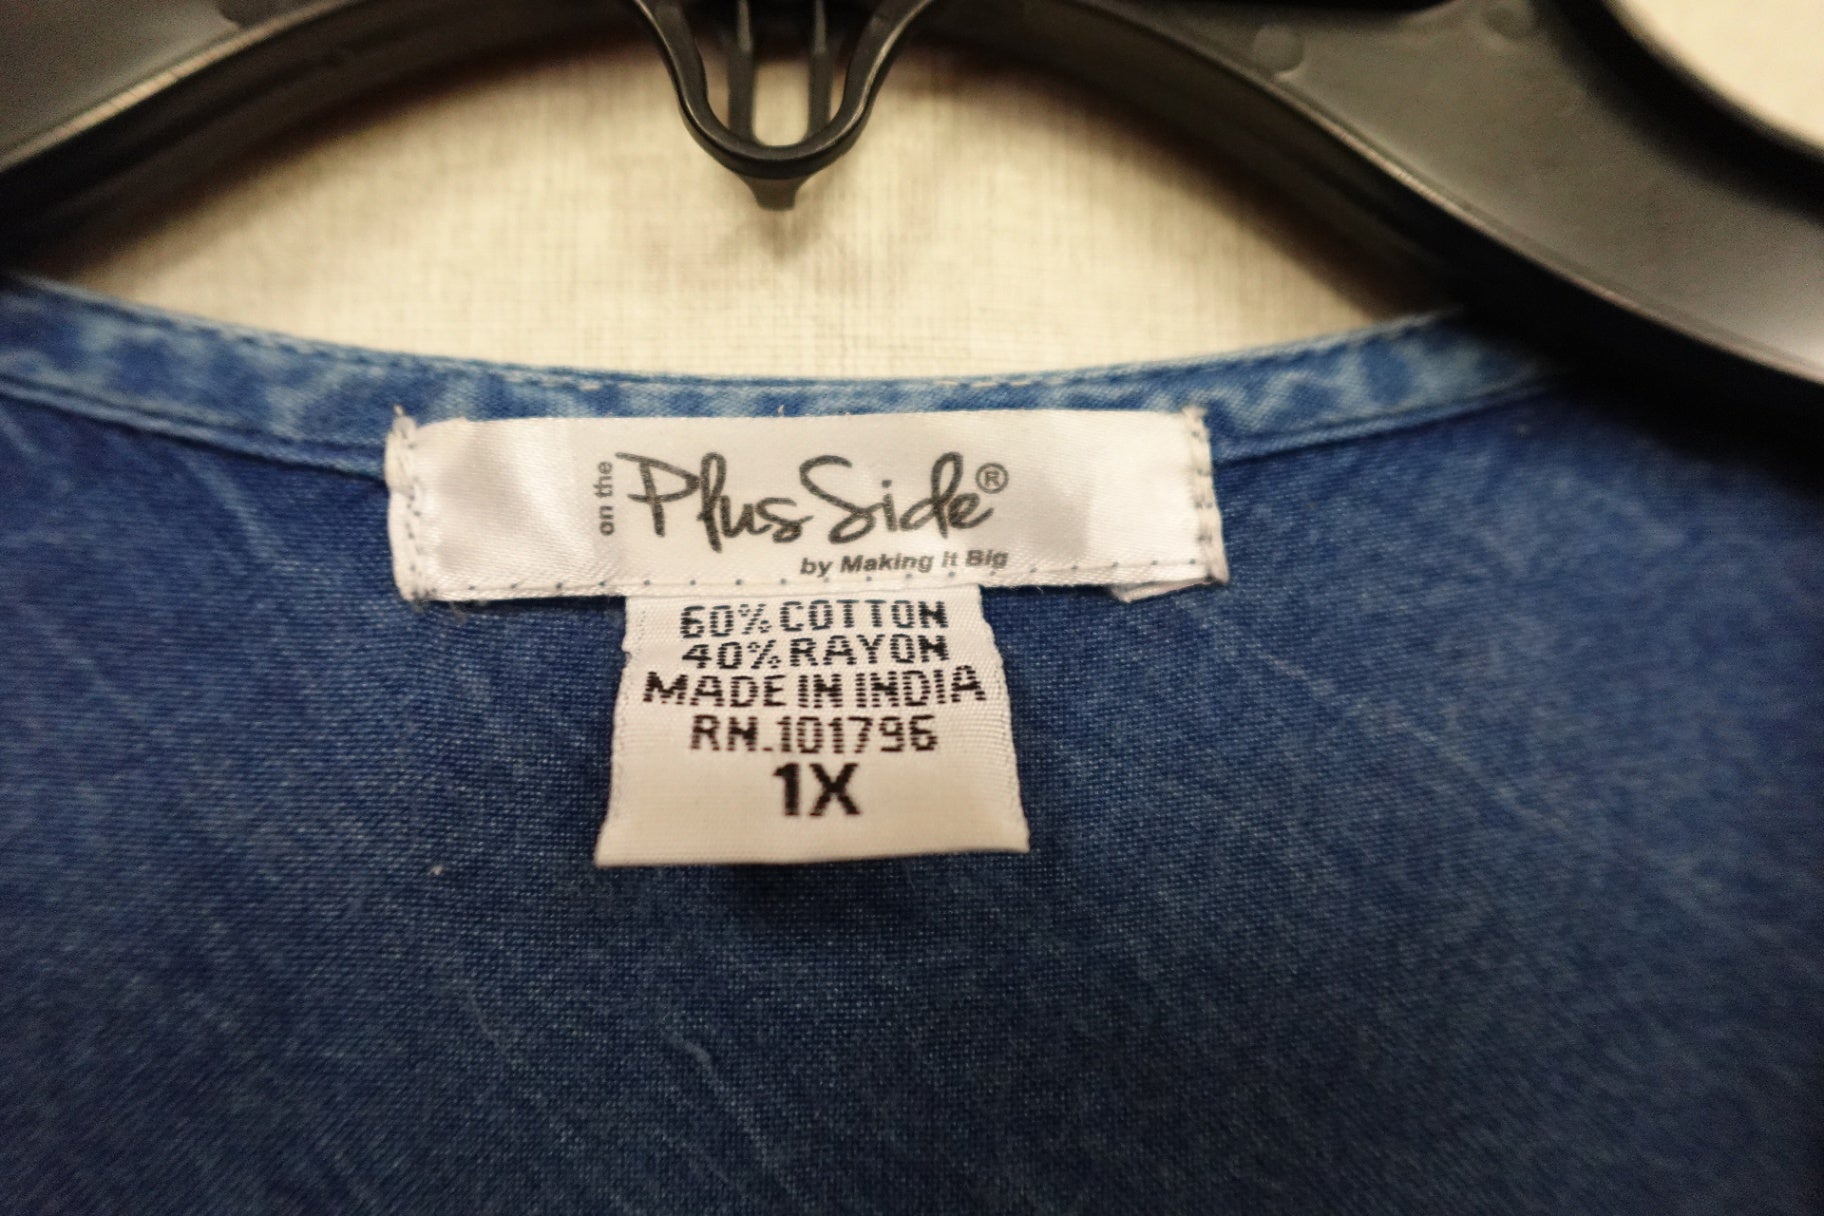 on the Plus Side®
by Making It Big
60% COTTON
40% RAYON
MADE IN INDIA
RN.101796
1X